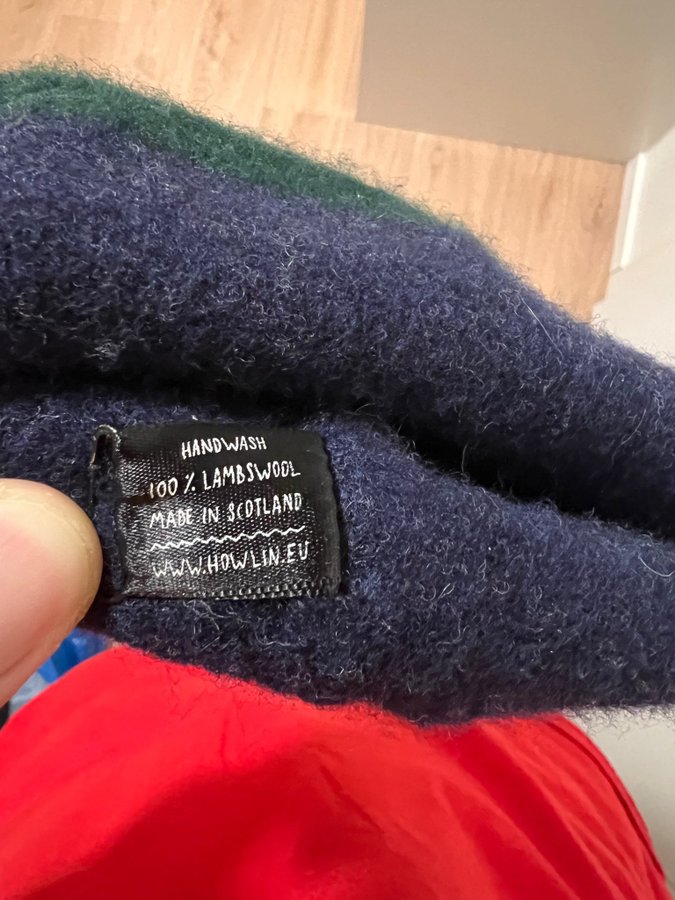 HANDWASH
100 % LAMBSWOOL
MADE IN SCOTLAND
WWW.HOWLIN.EU